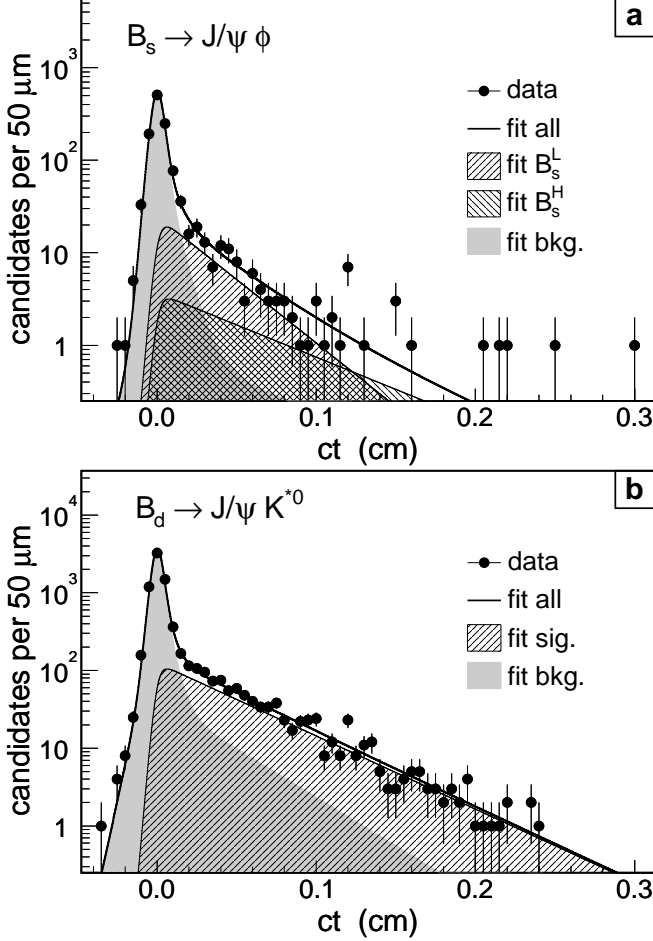 a
B_s → J/ψ φ
candidates per 50 μm
10^3
10^2
10
1
data
fit all
fit B_s^L
fit B_s^H
fit bkg.
0.0 0.1 0.2 0.3
ct (cm)
b
B_d → J/ψ K^{*0}
candidates per 50 μm
10^4
10^3
10^2
10
1
data
fit all
fit sig.
fit bkg.
0.0 0.1 0.2 0.3
ct (cm)